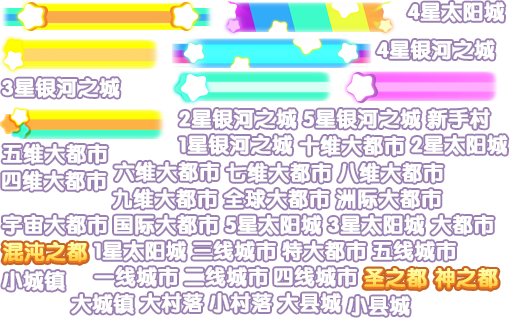 4星太阳城
4星银河之城
3星银河之城
2星银河之城 5星银河之城 新手村
1星银河之城 十维大都市 2星太阳城
五维大都市
四维大都市 六维大都市 七维大都市 八维大都市
九维大都市 全球大都市 洲际大都市
宇宙大都市 国际大都市 5星太阳城 3星太阳城 大都市
混沌之都 1星太阳城 三线城市 特大都市 五线城市
小城镇 一线城市 二线城市 四线城市 圣之都 神之都
大城镇 大村落 小村落 大县城 小县城